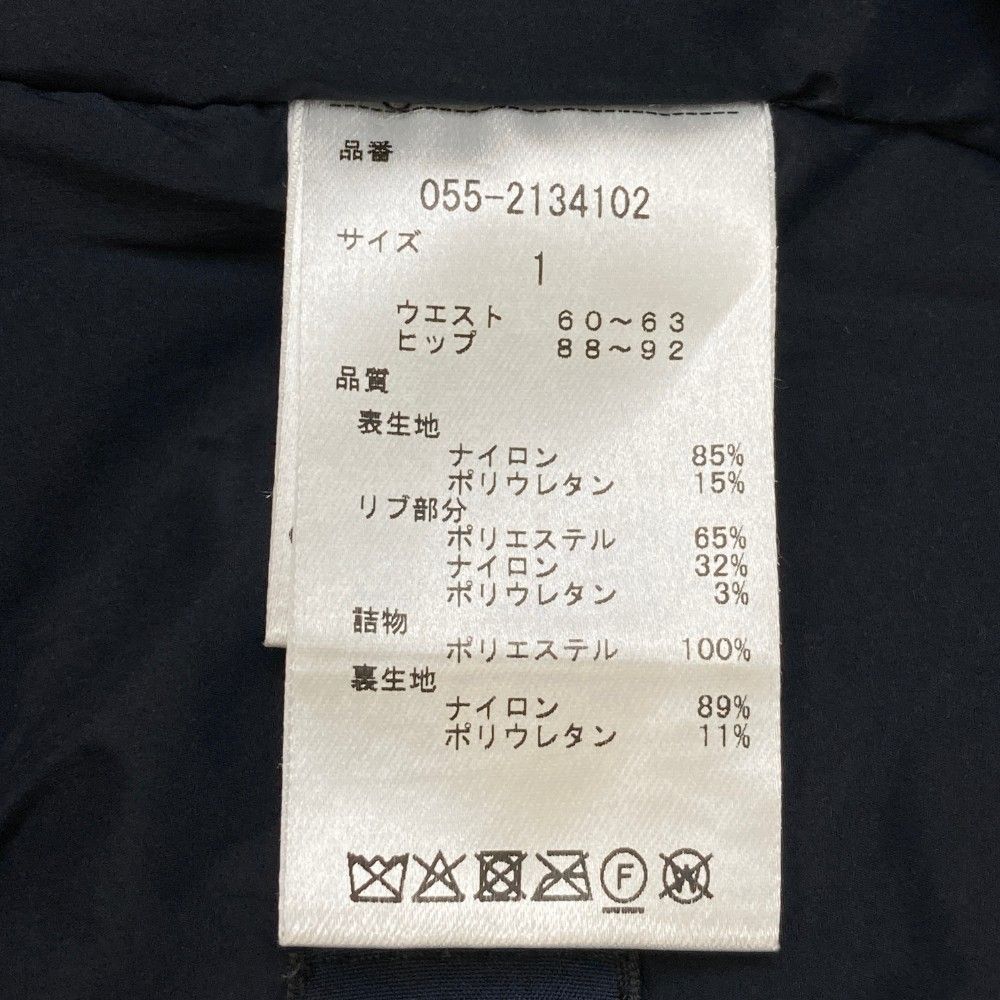 品番
055-2134102
サイズ
1
ウエスト 60～63
ヒップ 88～92
品質
表生地
ナイロン 85%
ポリウレタン 15%
リブ部分
ポリエステル 65%
ナイロン 32%
ポリウレタン 3%
詰物
ポリエステル 100%
裏生地
ナイロン 89%
ポリウレタン 11%
F W